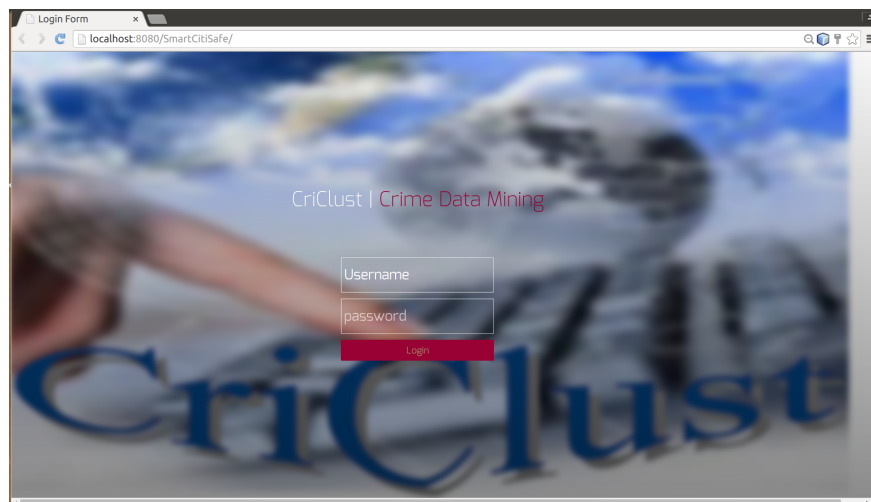 Login Form
localhost:8080/SmartCitiSafe/
CriClust | Crime Data Mining
Username
password
Login
CriClust